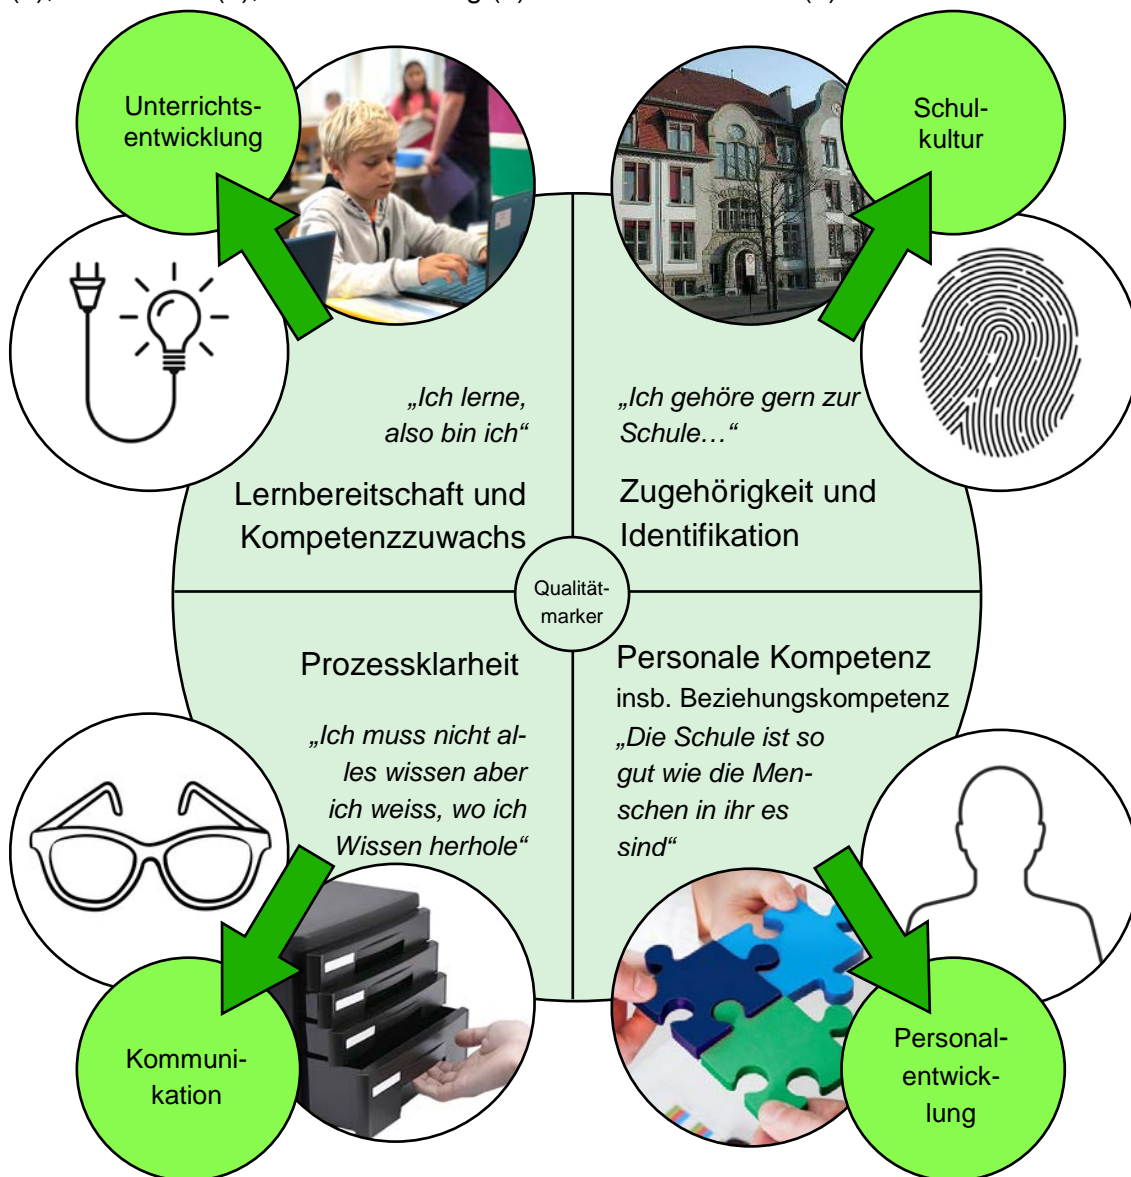 Unterrichts-
entwicklung
Schul-
kultur
„Ich lerne,
also bin ich“
Lernbereitschaft und
Kompetenzzuwachs
„Ich gehöre gern zur
Schule…“
Zugehörigkeit und
Identifikation
Qualität-
marker
Prozessklarheit
„Ich muss nicht al-
les wissen aber
ich weiss, wo ich
Wissen herhole“
Personale Kompetenz
insb. Beziehungskompetenz
„Die Schule ist so
gut wie die Men-
schen in ihr es
sind“
Kommuni-
kation
Personal-
entwick-
lung